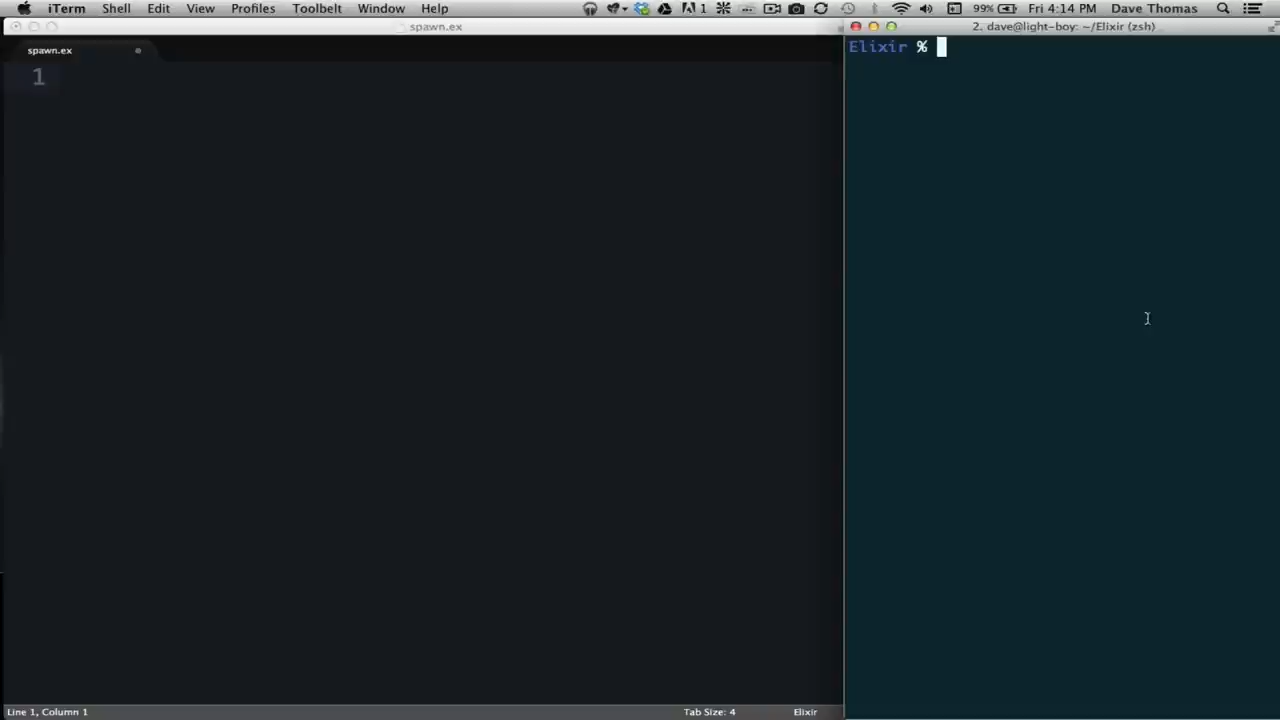 iTerm Shell Edit View Profiles Toolbelt Window Help 1 99% Fri 4:14 PM Dave Thomas
spawn.ex
2. dave@light-boy: ~/Elixir (zsh)
spawn.ex
1
Elixir %
Line 1, Column 1 Tab Size: 4 Elixir